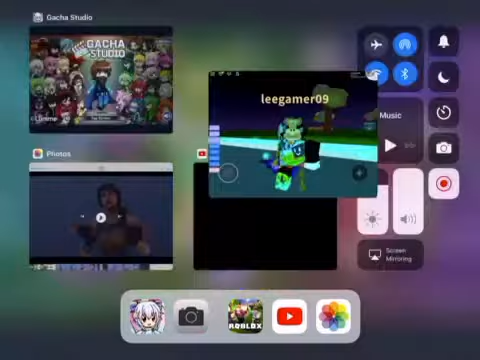 Gacha Studio
GACHA
STUDIO
leegamer09
Music
Photos
Screen
Mirroring
ROBLOX